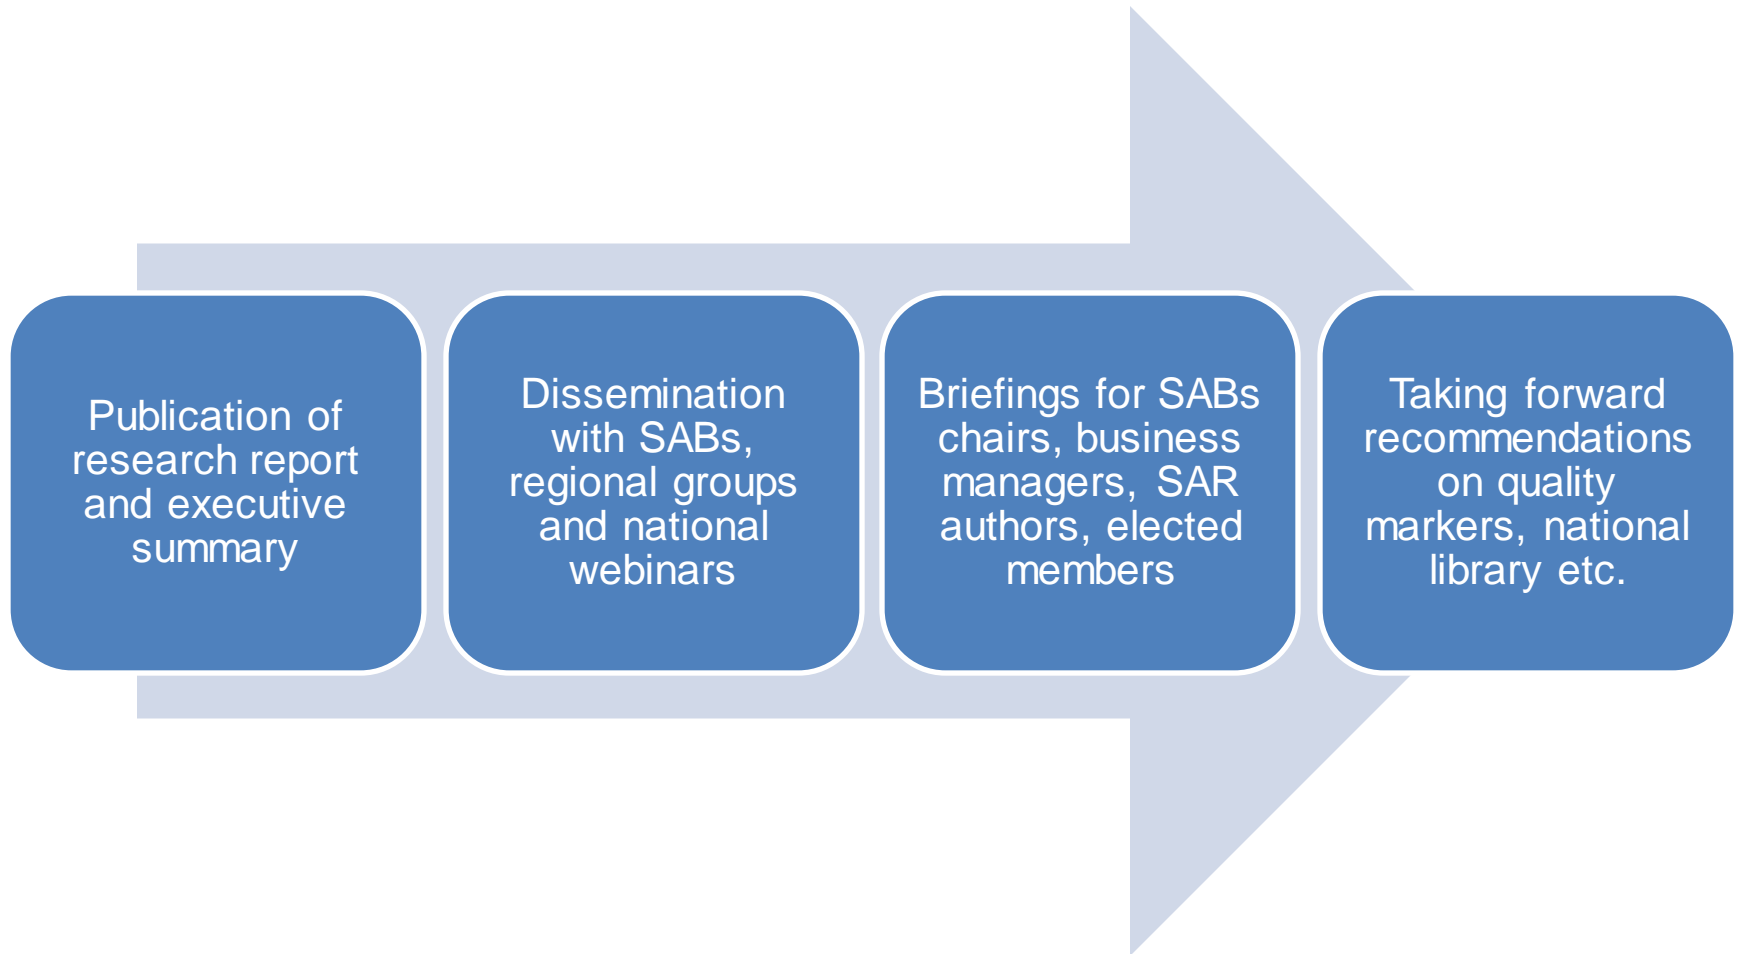 Publication of
research report
and executive
summary
Dissemination
with SABs,
regional groups
and national
webinars
Briefings for SABs
chairs, business
managers, SAR
authors, elected
members
Taking forward
recommendations
on quality
markers, national
library etc.